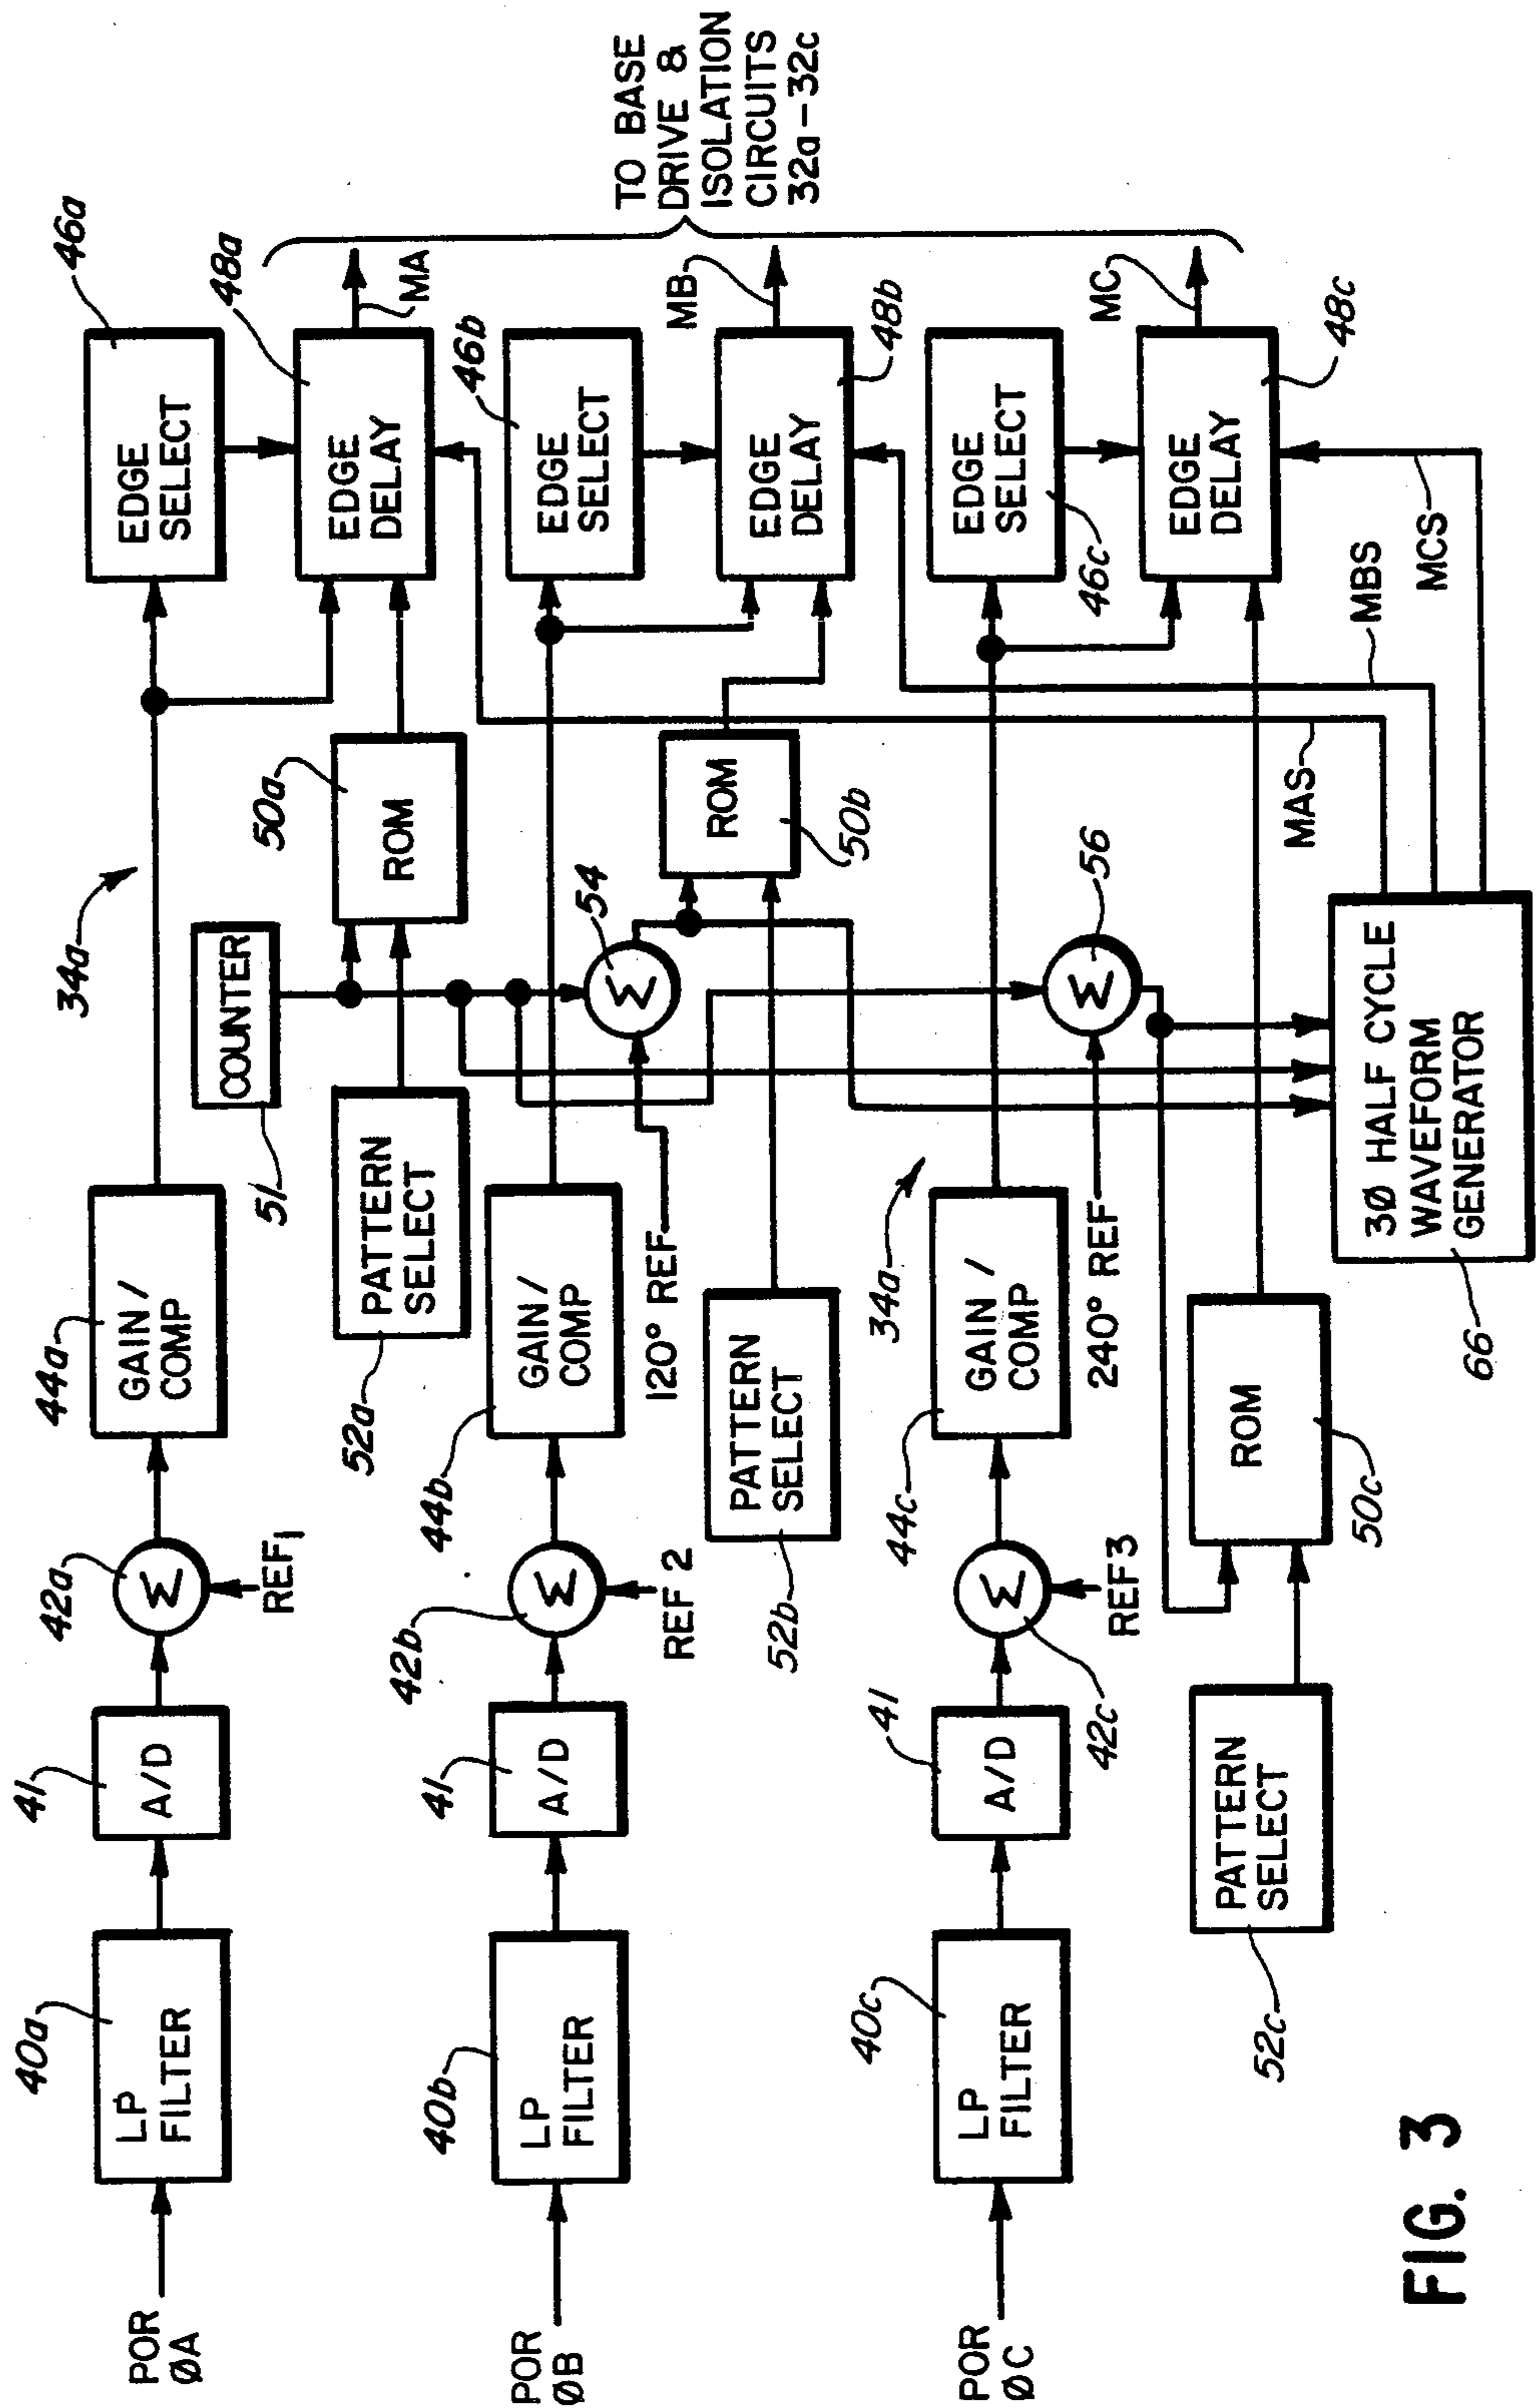 34a
46a
EDGE
SELECT
48a
EDGE
DELAY
MA
TO BASE
DRIVE &
ISOLATION
CIRCUITS
32a-32c
40a
LP
FILTER
POR
ØA
41
A/D
42a
Σ
REF1
44a
GAIN/
COMP
COUNTER
51
50a
ROM
PATTERN
SELECT
52a
40b
LP
FILTER
POR
ØB
41
A/D
42b
Σ
REF 2
44b
GAIN/
COMP
54
Σ
120° REF
46b
EDGE
SELECT
MB
EDGE
DELAY
48b
ROM
50b
PATTERN
SELECT
52b
40c
LP
FILTER
POR
ØC
41
A/D
Σ
42c
REF3
44c
GAIN /
COMP
34a
56
Σ
240° REF
EDGE
SELECT
46c
MC
EDGE
DELAY
48c
ROM
50c
PATTERN
SELECT
52c
MAS
MBS
MCS
3Ø HALF CYCLE
WAVEFORM
GENERATOR
66
FIG. 3